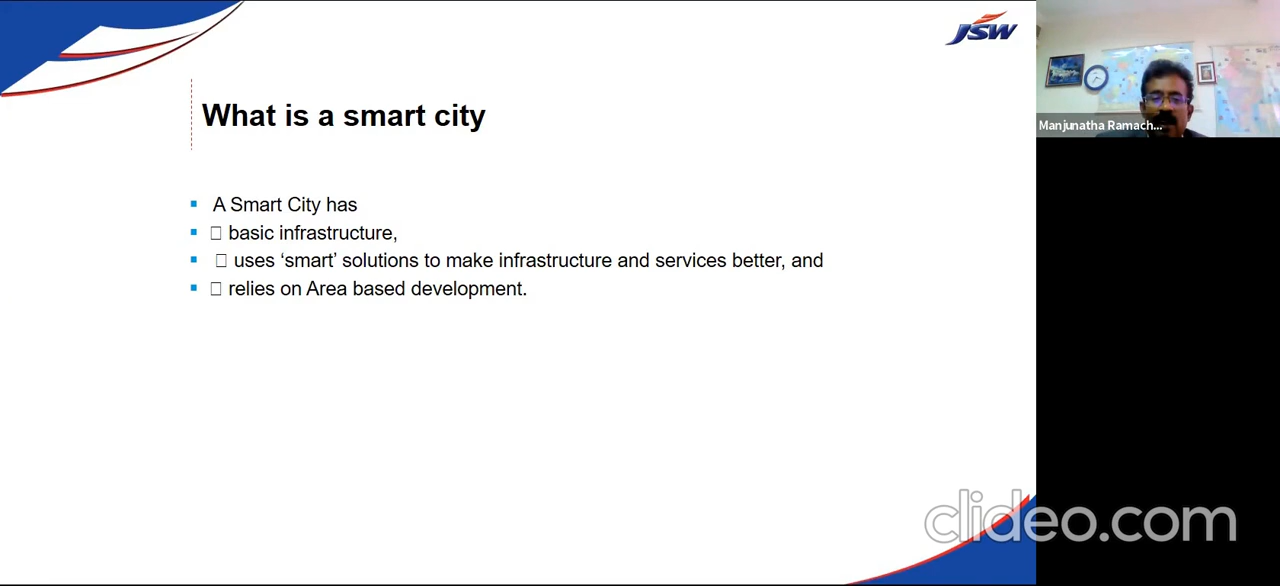 JSW
What is a smart city
Manjunatha Ramach...
A Smart City has
basic infrastructure,
uses ‘smart’ solutions to make infrastructure and services better, and
relies on Area based development.
clideo.com